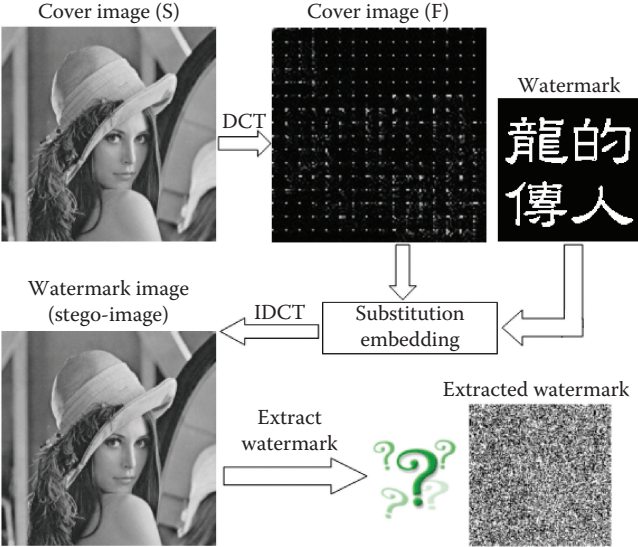 Cover image (S)
Cover image (F)
DCT
Watermark
龍的
傳人
Watermark image
(stego-image)
IDCT
Substitution
embedding
Extracted watermark
Extract
watermark
????